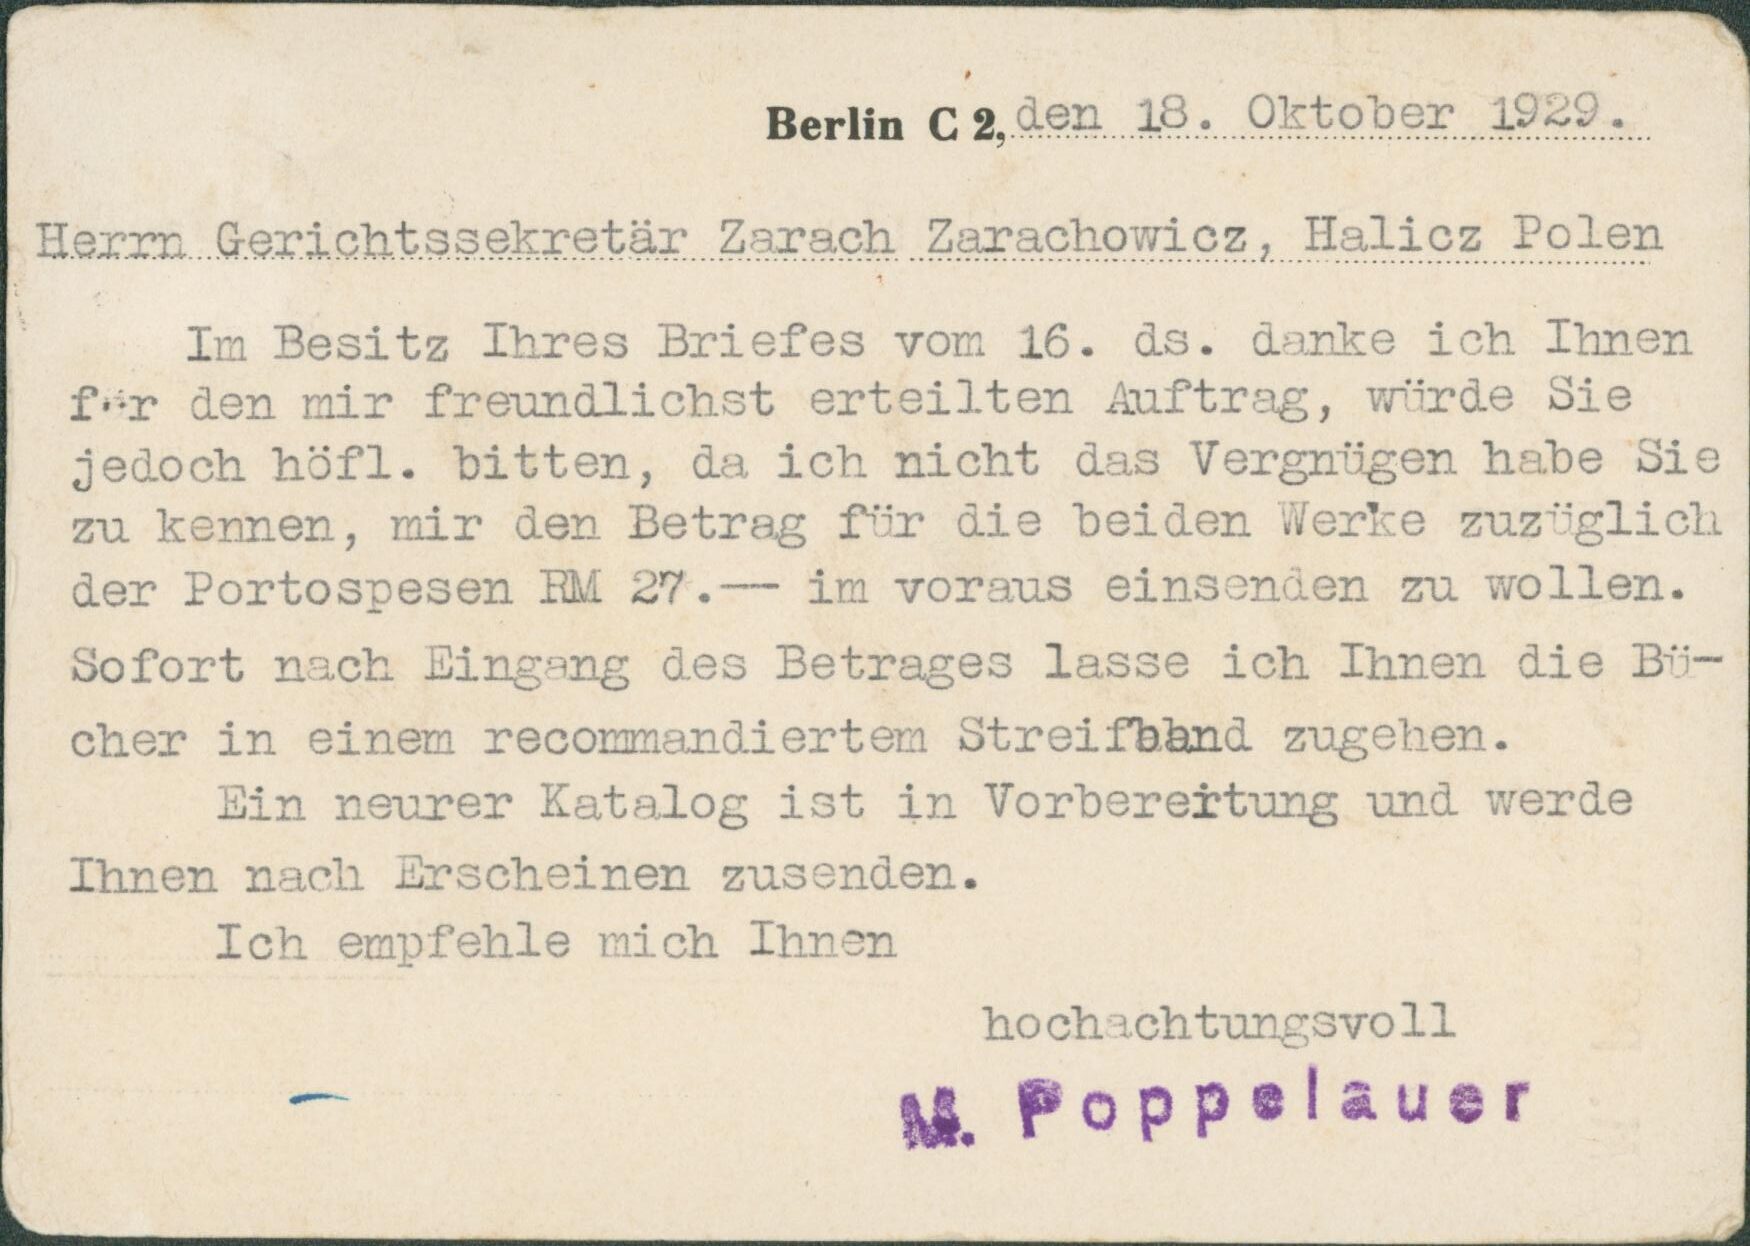 Berlin C 2, den 18. Oktober 1929.
Herrn Gerichtssekretär Zarach Zarachowicz, Halicz Polen
Im Besitz Ihres Briefes vom 16. ds. danke ich Ihnen
für den mir freundlichst erteilten Auftrag, würde Sie
jedoch höfl. bitten, da ich nicht das Vergnügen habe Sie
zu kennen, mir den Betrag für die beiden Werke zuzüglich
der Portospesen RM 27.-- im voraus einsenden zu wollen.
Sofort nach Eingang des Betrages lasse ich Ihnen die Bü-
cher in einem recommandiertem Streifband zugehen.
Ein neurer Katalog ist in Vorbereitung und werde
Ihnen nach Erscheinen zusenden.
Ich empfehle mich Ihnen
hochachtungsvoll
M. Poppelauer